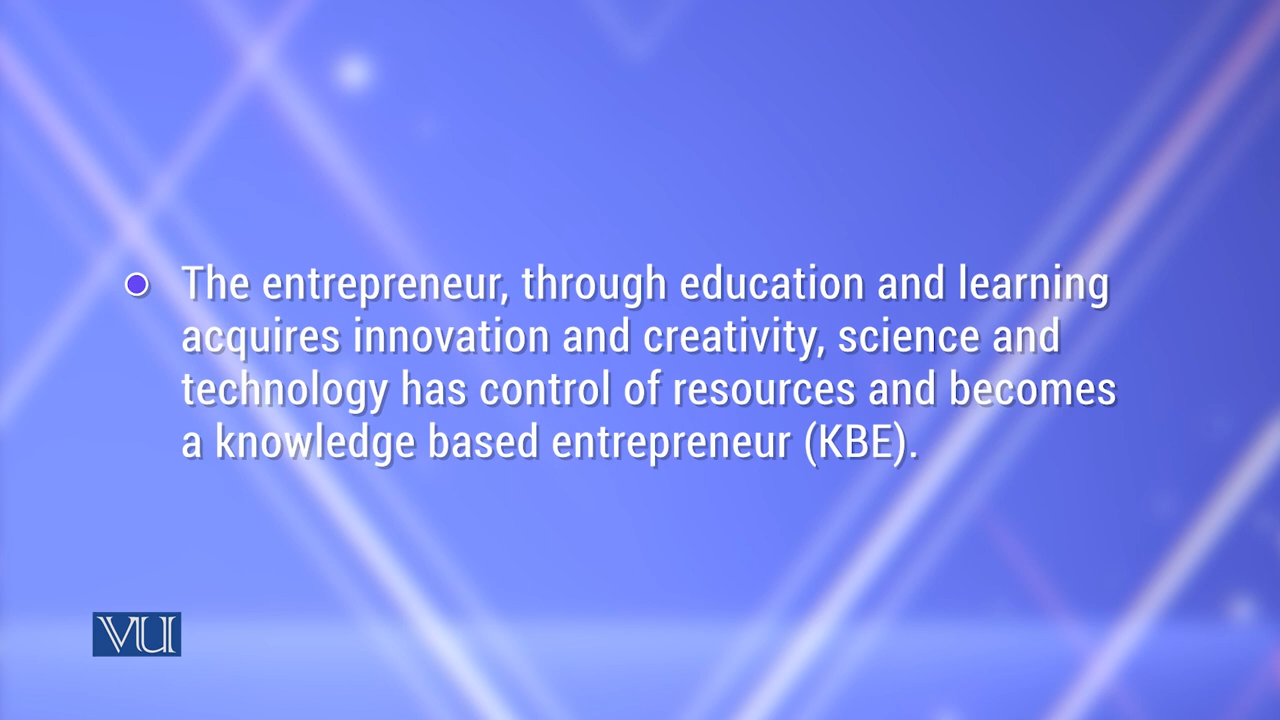 The entrepreneur, through education and learning
acquires innovation and creativity, science and
technology has control of resources and becomes
a knowledge based entrepreneur (KBE).
VU